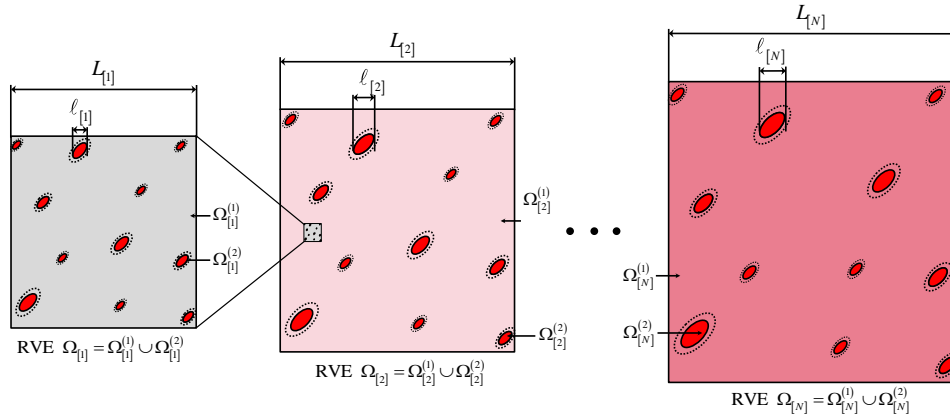 L[1]
ℓ[1]
Ω[1]^(1)
Ω[1]^(2)
RVE Ω[1] = Ω[1]^(1) ∪ Ω[1]^(2)
L[2]
ℓ[2]
Ω[2]^(1)
Ω[2]^(2)
RVE Ω[2] = Ω[2]^(1) ∪ Ω[2]^(2)
• • •
L[N]
ℓ[N]
Ω[N]^(1)
Ω[N]^(2)
RVE Ω[N] = Ω[N]^(1) ∪ Ω[N]^(2)